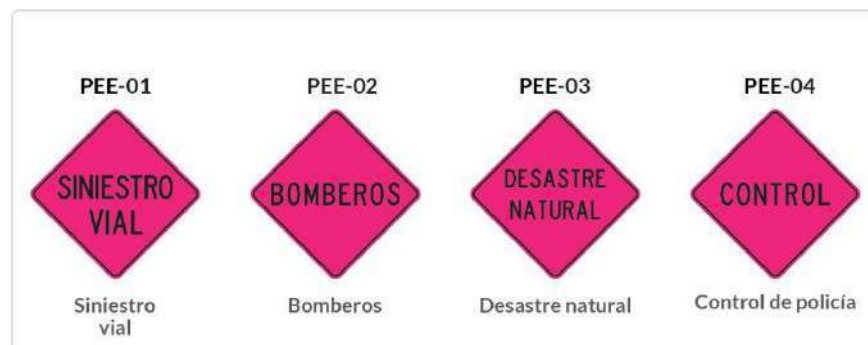 PEE-01
PEE-02
PEE-03
PEE-04
SINIESTRO
VIAL
BOMBEROS
DESASTRE
NATURAL
CONTROL
Siniestro
vial
Bomberos
Desastre natural
Control de policía